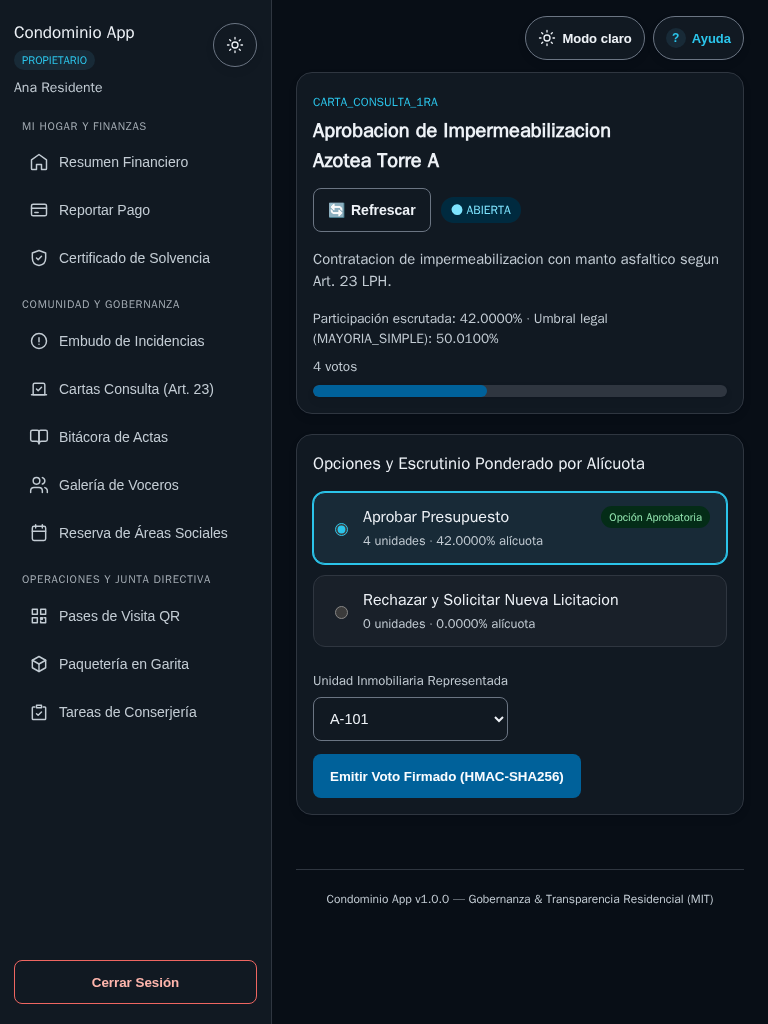 Condominio App
PROPIETARIO
Ana Residente
MI HOGAR Y FINANZAS
Resumen Financiero
Reportar Pago
Certificado de Solvencia
COMUNIDAD Y GOBERNANZA
Embudo de Incidencias
Cartas Consulta (Art. 23)
Bitácora de Actas
Galería de Voceros
Reserva de Áreas Sociales
OPERACIONES Y JUNTA DIRECTIVA
Pases de Visita QR
Paquetería en Garita
Tareas de Conserjería
Cerrar Sesión
Modo claro
? Ayuda
CARTA_CONSULTA_1RA
Aprobacion de Impermeabilizacion
Azotea Torre A
Refrescar
ABIERTA
Contratacion de impermeabilizacion con manto asfaltico segun
Art. 23 LPH.
Participación escrutada: 42.0000% · Umbral legal
(MAYORIA_SIMPLE): 50.0100%
4 votos
Opciones y Escrutinio Ponderado por Alícuota
Aprobar Presupuesto
Opción Aprobatoria
4 unidades · 42.0000% alícuota
Rechazar y Solicitar Nueva Licitacion
0 unidades · 0.0000% alícuota
Unidad Inmobiliaria Representada
A-101
Emitir Voto Firmado (HMAC-SHA256)
Condominio App v1.0.0 — Gobernanza & Transparencia Residencial (MIT)